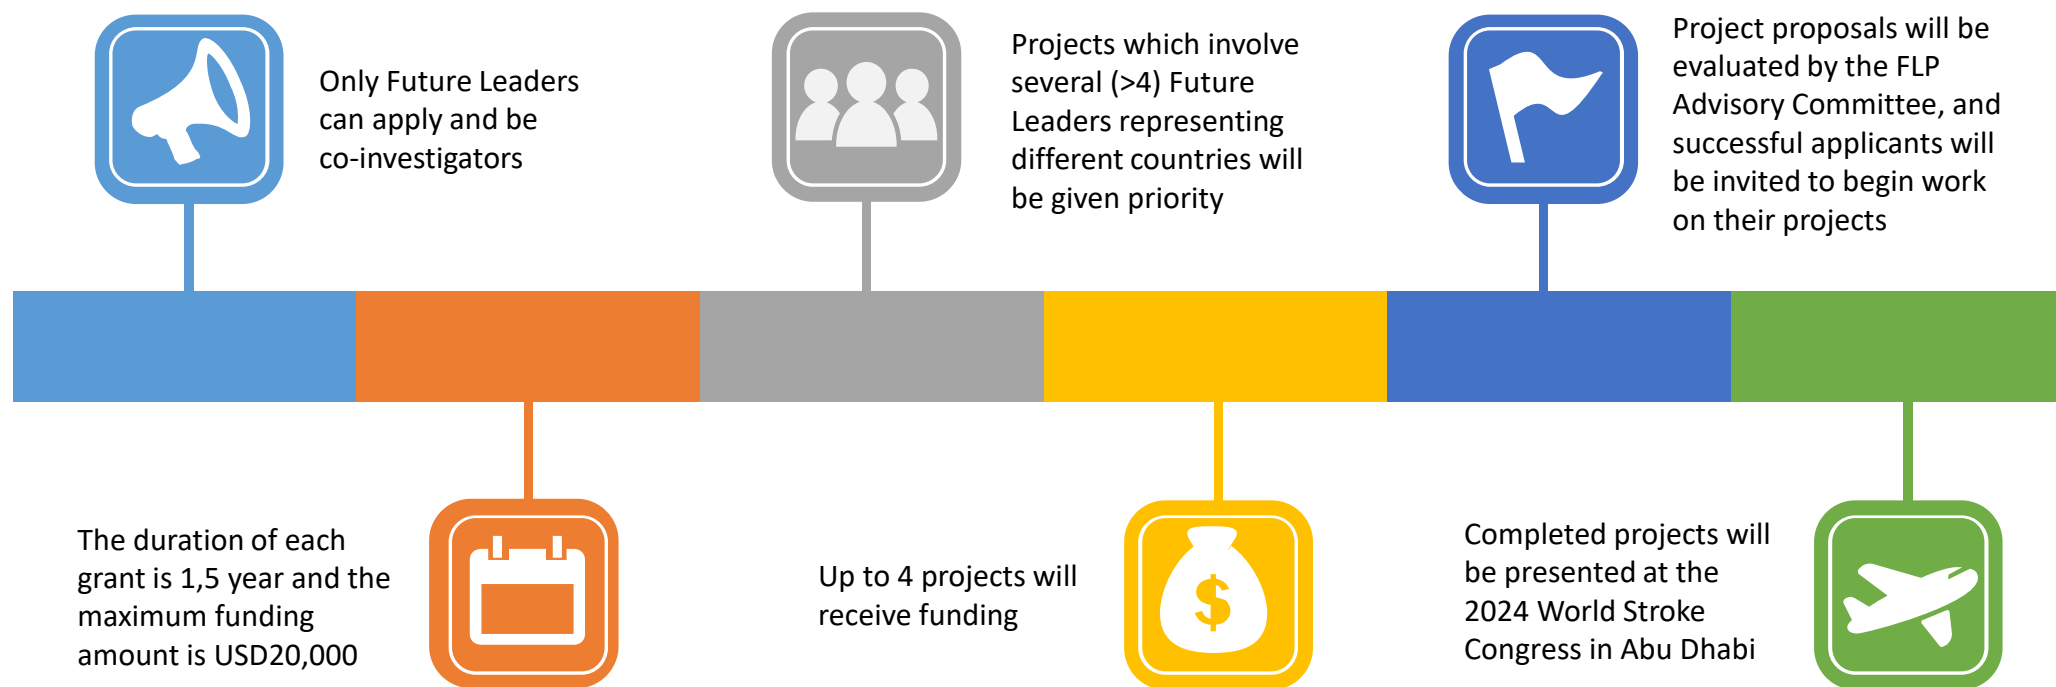 Only Future Leaders
can apply and be
co-investigators
The duration of each
grant is 1,5 year and the
maximum funding
amount is USD20,000
Projects which involve
several (>4) Future
Leaders representing
different countries will
be given priority
Up to 4 projects will
receive funding
$
Project proposals will be
evaluated by the FLP
Advisory Committee, and
successful applicants will
be invited to begin work
on their projects
Completed projects will
be presented at the
2024 World Stroke
Congress in Abu Dhabi